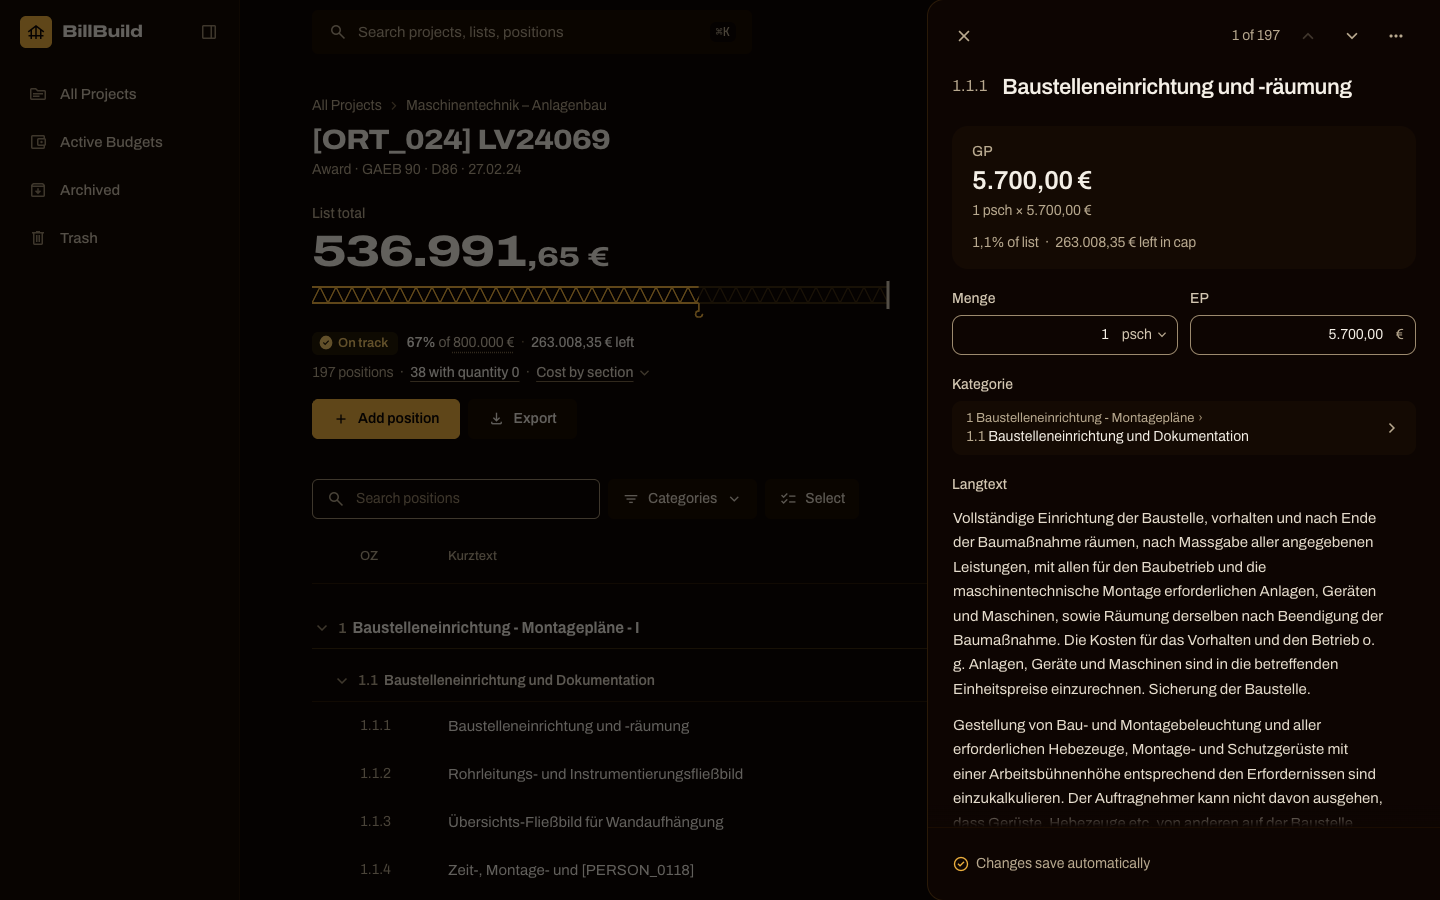 BillBuild
All Projects
Active Budgets
Archived
Trash
Search projects, lists, positions
⌘K
All Projects › Maschinentechnik – Anlagenbau
[ORT_024] LV24069
Award · GAEB 90 · D86 · 27.02.24
List total
536.991,65 €
On track 67% of 800.000 € · 263.008,35 € left
197 positions · 38 with quantity 0 · Cost by section
+ Add position
Export
Search positions
Categories
Select
OZ Kurztext
1 Baustelleneinrichtung - Montagepläne - I
1.1 Baustelleneinrichtung und Dokumentation
1.1.1 Baustelleneinrichtung und -räumung
1.1.2 Rohrleitungs- und Instrumentierungsfließbild
1.1.3 Übersichts-Fließbild für Wandaufhängung
1.1.4 Zeit-, Montage- und [PERSON_0118]
1 of 197
1.1.1 Baustelleneinrichtung und -räumung
GP
5.700,00 €
1 psch × 5.700,00 €
1,1% of list · 263.008,35 € left in cap
Menge EP
1 psch 5.700,00 €
Kategorie
1 Baustelleneinrichtung - Montagepläne ›
1.1 Baustelleneinrichtung und Dokumentation
Langtext
Vollständige Einrichtung der Baustelle, vorhalten und nach Ende
der Baumaßnahme räumen, nach Massgabe aller angegebenen
Leistungen, mit allen für den Baubetrieb und die
maschinentechnische Montage erforderlichen Anlagen, Geräten
und Maschinen, sowie Räumung derselben nach Beendigung der
Baumaßnahme. Die Kosten für das Vorhalten und den Betrieb o.
g. Anlagen, Geräte und Maschinen sind in die betreffenden
Einheitspreise einzurechnen. Sicherung der Baustelle.
Gestellung von Bau- und Montagebeleuchtung und aller
erforderlichen Hebezeuge, Montage- und Schutzgerüste mit
einer Arbeitsbühnenhöhe entsprechend den Erfordernissen sind
einzukalkulieren. Der Auftragnehmer kann nicht davon ausgehen,
dass Gerüste, Hebezeuge etc. von anderen auf der Baustelle
Changes save automatically